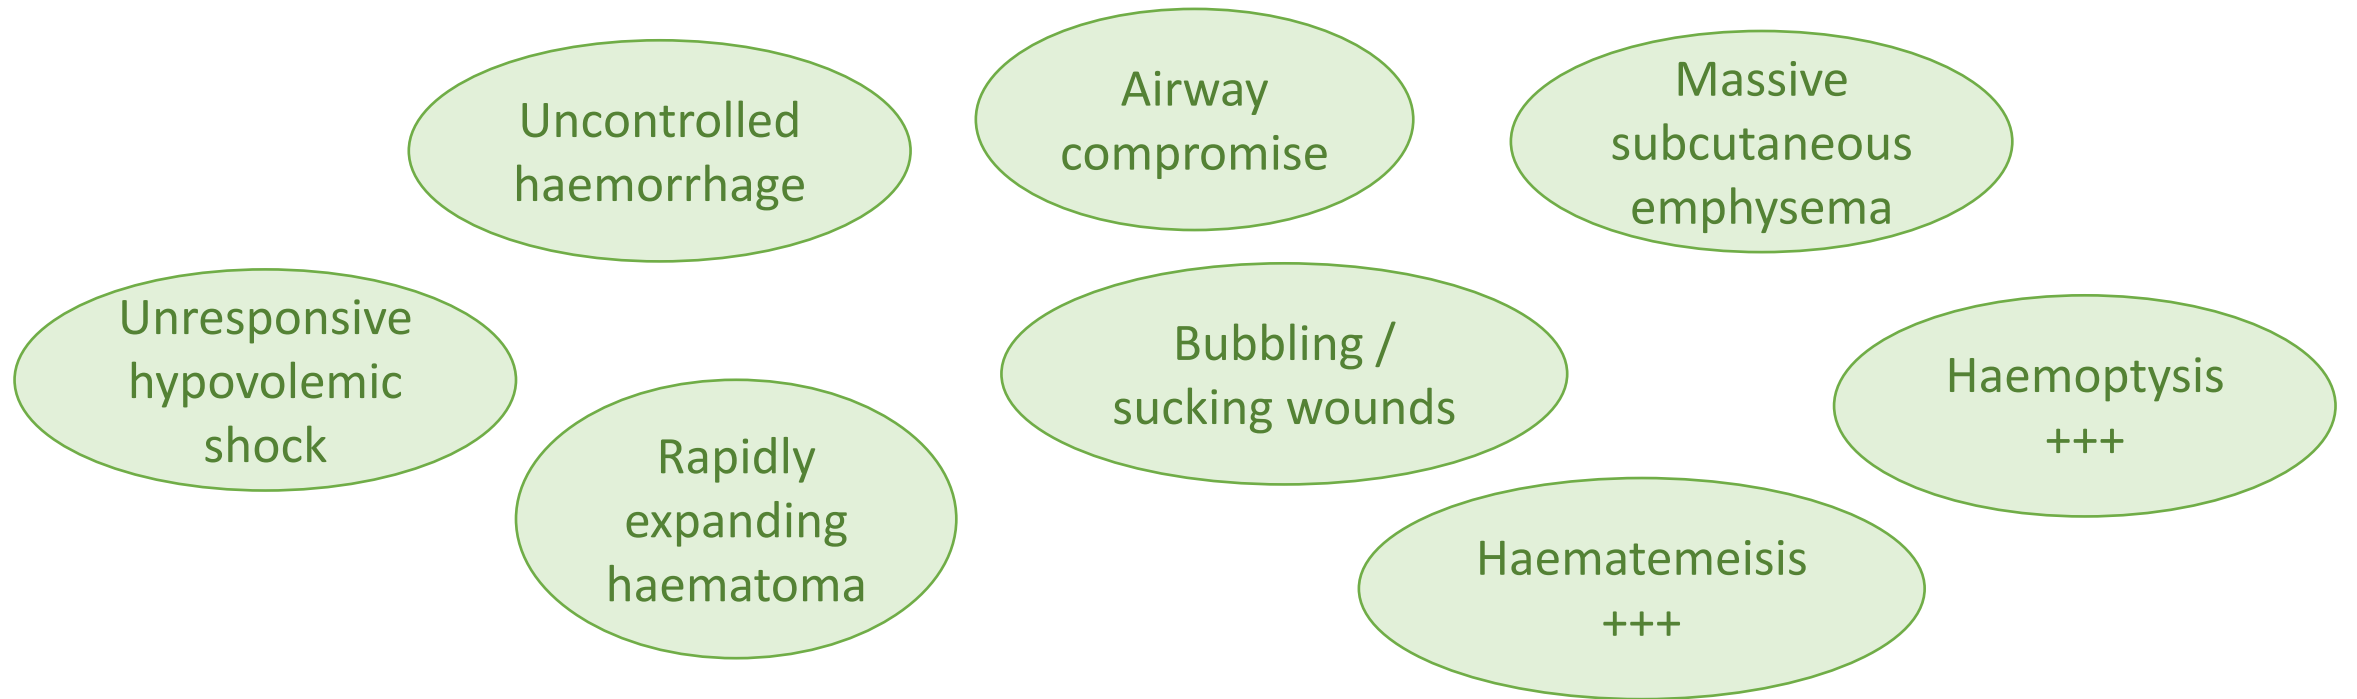 Uncontrolled
haemorrhage
Airway
compromise
Massive
subcutaneous
emphysema
Unresponsive
hypovolemic
shock
Rapidly
expanding
haematoma
Bubbling /
sucking wounds
Haemoptysis
+++
Haematemeisis
+++